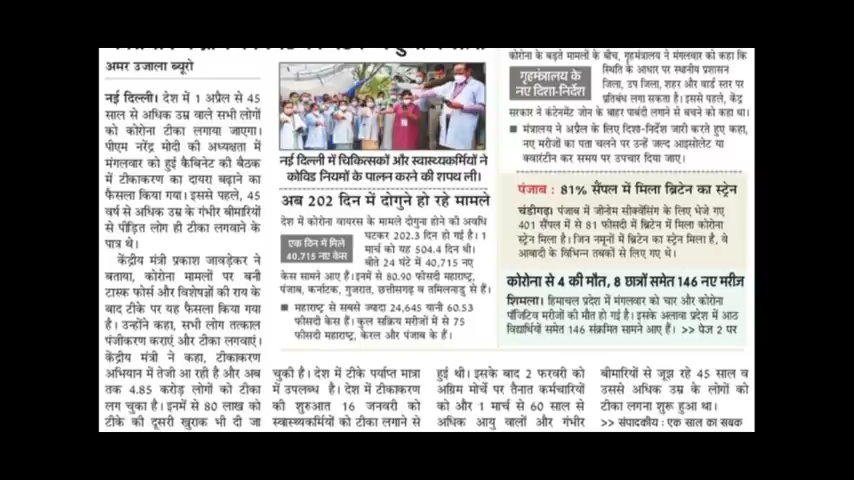 अमर उजाला ब्यूरो
नई दिल्ली। देश में 1 अप्रैल से 45
साल से अधिक उम्र वाले सभी लोगों
को कोरोना टीका लगाया जाएगा।
पीएम नरेंद्र मोदी की अध्यक्षता में
मंगलवार को हुई कैबिनेट की बैठक
में टीकाकरण का दायरा बढ़ाने का
फैसला किया गया। इससे पहले, 45
वर्ष से अधिक उम्र के गंभीर बीमारियों
से पीड़ित लोग ही टीका लगवाने के
पात्र थे।
केंद्रीय मंत्री प्रकाश जावड़ेकर ने
बताया, कोरोना मामलों पर बनी
टास्क फोर्स और विशेषज्ञों की राय के
बाद टीके पर यह फैसला किया गया
है। उन्होंने कहा, सभी लोग तत्काल
पंजीकरण कराएं और टीका लगवाएं।
केंद्रीय मंत्री ने कहा, टीकाकरण
अभियान में तेजी आ रही है और अब
तक 4.85 करोड़ लोगों को टीका
लग चुका है। इनमें से 80 लाख को
टीके की दूसरी खुराक भी दी जा
नई दिल्ली में चिकित्सकों और स्वास्थ्यकर्मियों ने
कोविड नियमों के पालन करने की शपथ ली।
अब 202 दिन में दोगुने हो रहे मामले
देश में कोरोना वायरस के मामले दोगुना होने की अवधि
घटकर 202.3 दिन हो गई है। 1
मार्च को यह 504.4 दिन थी।
बीते 24 घंटे में 40,715 नए
केस सामने आए हैं। इनमें से 80.90 फीसदी महाराष्ट्र,
पंजाब, कर्नाटक, गुजरात, छत्तीसगढ़ व तमिलनाडु से हैं।
एक दिन में मिले
40,715 नए केस
■ महाराष्ट्र से सबसे ज्यादा 24,645 यानी 60.53
फीसदी केस हैं। कुल सक्रिय मरीजों में से 75
फीसदी महाराष्ट्र, केरल और पंजाब के हैं।
चुकी है। देश में टीके पर्याप्त मात्रा
में उपलब्ध है। देश में टीकाकरण
की शुरुआत 16 जनवरी को
स्वास्थ्यकर्मियों को टीका लगाने से
हुई थी। इसके बाद 2 फरवरी को
अग्रिम मोर्चे पर तैनात कर्मचारियों
को और 1 मार्च से 60 साल से
अधिक आयु वालों और गंभीर
कोरोना के बढ़ते मामलों के बीच, गृहमंत्रालय ने मंगलवार को कहा कि
स्थिति के आधार पर स्थानीय प्रशासन
जिला, उप जिला, शहर और वार्ड स्तर पर
प्रतिबंध लगा सकता है। इससे पहले, केंद्र
सरकार ने कंटेनमेंट जोन के बाहर पाबंदी लगाने से बचने को कहा था।
गृहमंत्रालय के
नए दिशा-निर्देश
■ मंत्रालय ने अप्रैल के लिए दिशा-निर्देश जारी करते हुए कहा,
नए मरीजों का पता चलने पर उन्हें जल्द आइसोलेट या
क्वारंटीन कर समय पर उपचार दिया जाए।
पंजाब : 81% सैंपल में मिला ब्रिटेन का स्ट्रेन
चंडीगढ़। पंजाब में जीनोम सीक्वेंसिंग के लिए भेजे गए
401 सैंपल में से 81 फीसदी में ब्रिटेन में मिला कोरोना
स्ट्रेन मिला है। जिन नमूनों में ब्रिटेन का स्ट्रेन मिला है, वे
आबादी के विभिन्न तबकों से लिए गए थे।
कोरोना से 4 की मौत, 8 छात्रों समेत 146 नए मरीज
शिमला। हिमाचल प्रदेश में मंगलवार को चार और कोरोना
पॉजिटिव मरीजों की मौत हो गई है। इसके अलावा प्रदेश में आठ
विद्यार्थियों समेत 146 संक्रमित सामने आए हैं। >> पेज 2 पर
बीमारियों से जूझ रहे 45 साल व
उससे अधिक उम्र के लोगों को
टीका लगना शुरू हुआ था।
>> संपादकीय : एक साल का सबक